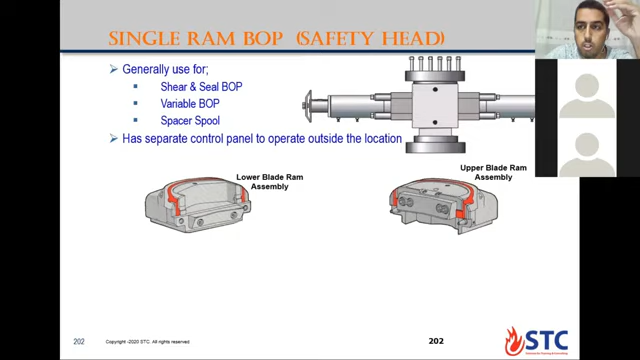 SINGLE RAM BOP (SAFETY HEAD)
Generally use for;
Shear & Seal BOP
Variable BOP
Spacer Spool
Has separate control panel to operate outside the location
Lower Blade Ram
Assembly
Upper Blade Ram
Assembly
202
Copyright -2020 STC. All rights reserved
202
STC